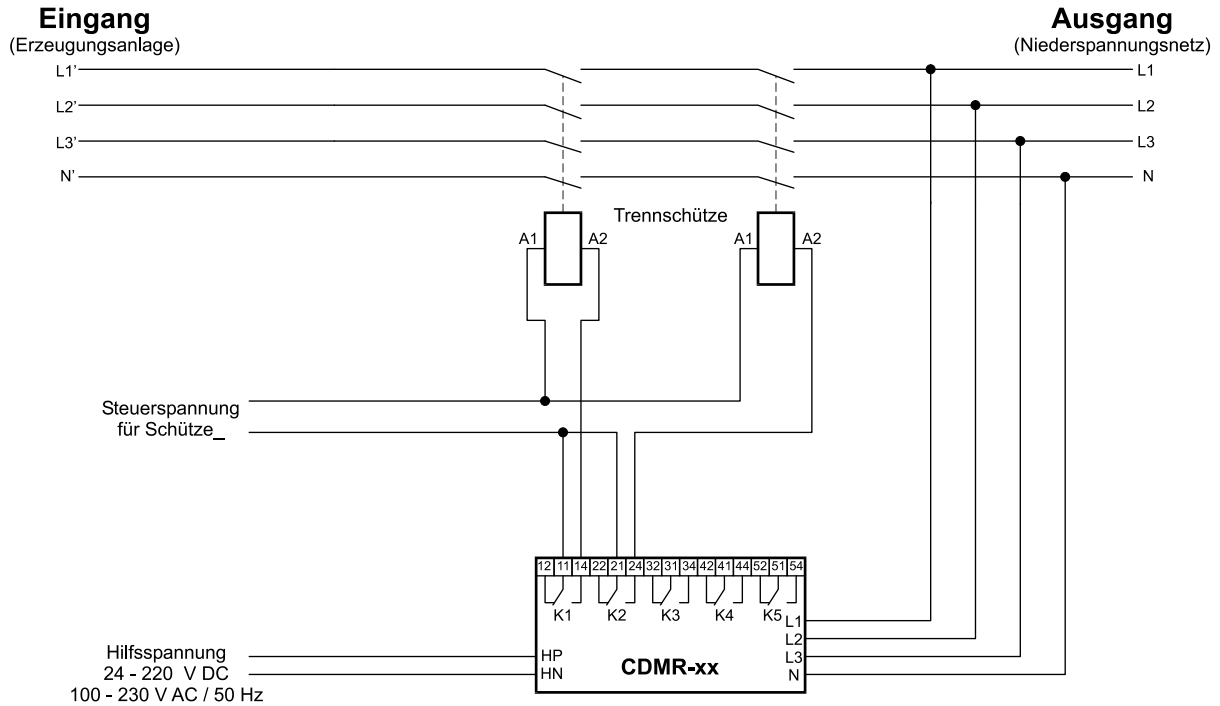 Eingang
(Erzeugungsanlage)
Ausgang
(Niederspannungsnetz)
L1' L1
L2' L2
L3' L3
N' N
Trennschütze
A1 A2 A1 A2
Steuerspannung
für Schütze_
12 11 14 22 21 24 32 31 34 42 41 44 52 51 54
K1 K2 K3 K4 K5
L1
L2
L3
N
HP
HN
CDMR-xx
Hilfsspannung
24 - 220 V DC
100 - 230 V AC / 50 Hz